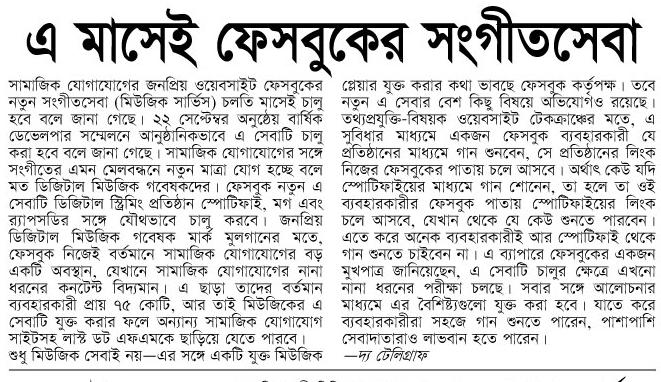 এ মাসেই ফেসবুকের সংগীতসেবা
সামাজিক যোগাযোগের জনপ্রিয় ওয়েবসাইট ফেসবুকের
নতুন সংগীতসেবা (মিউজিক সার্ভিস) চলতি মাসেই চালু
হবে বলে জানা গেছে। ২২ সেপ্টেম্বর অনুষ্ঠেয় বার্ষিক
ডেভেলপার সম্মেলনে আনুষ্ঠানিকভাবে এ সেবাটি চালু
করা হবে বলে জানা গেছে। সামাজিক যোগাযোগের সঙ্গে
সংগীতের এমন মেলবন্ধনে নতুন মাত্রা যোগ হচ্ছে বলে
মত ডিজিটাল মিউজিক গবেষকদের। ফেসবুক নতুন এ
সেবাটি ডিজিটাল স্ট্রিমিং প্রতিষ্ঠান স্পোটিফাই, মগ এবং
র‌্যাপসডির সঙ্গে যৌথভাবে চালু করবে। জনপ্রিয়
ডিজিটাল মিউজিক গবেষক মার্ক মুলগানের মতে,
ফেসবুক নিজেই বর্তমানে সামাজিক যোগাযোগের বড়
একটি অবস্থান, যেখানে সামাজিক যোগাযোগের নানা
ধরনের কনটেন্ট বিদ্যমান। এ ছাড়া তাদের বর্তমান
ব্যবহারকারী প্রায় ৭৫ কোটি, আর তাই মিউজিকের এ
সেবাটি যুক্ত করার ফলে অন্যান্য সামাজিক যোগাযোগ
সাইটসহ লাস্ট ডট এফএমকে ছাড়িয়ে যেতে পারবে।
শুধু মিউজিক সেবাই নয়—এর সঙ্গে একটি যুক্ত মিউজিক
প্লেয়ার যুক্ত করার কথা ভাবছে ফেসবুক কর্তৃপক্ষ। তবে
নতুন এ সেবার বেশ কিছু বিষয়ে অভিযোগও রয়েছে।
তথ্যপ্রযুক্তি-বিষয়ক ওয়েবসাইট টেকক্রাঞ্চের মতে, এ
সুবিধার মাধ্যমে একজন ফেসবুক ব্যবহারকারী যে
প্রতিষ্ঠানের মাধ্যমে গান শুনবেন, সে প্রতিষ্ঠানের লিংক
নিজের ফেসবুকের পাতায় চলে আসবে। অর্থাৎ কেউ যদি
স্পোটিফাইয়ের মাধ্যমে গান শোনেন, তা হলে তা ওই
ব্যবহারকারীর ফেসবুক পাতায় স্পোটিফাইয়ের লিংক
চলে আসবে, যেখান থেকে যে কেউ শুনতে পারবেন।
এতে করে অনেক ব্যবহারকারীই আর স্পোটিফাই থেকে
গান শুনতে চাইবেন না। এ ব্যাপারে ফেসবুকের একজন
মুখপাত্র জানিয়েছেন, এ সেবাটি চালুর ক্ষেত্রে এখনো
নানা ধরনের পরীক্ষা চলছে। সবার সঙ্গে আলোচনার
মাধ্যমে এর বৈশিষ্ট্যগুলো যুক্ত করা হবে। যাতে করে
ব্যবহারকারীরা সহজে গান শুনতে পারেন, পাশাপাশি
সেবাদাতারাও লাভবান হতে পারেন।
—দ্য টেলিগ্রাফ